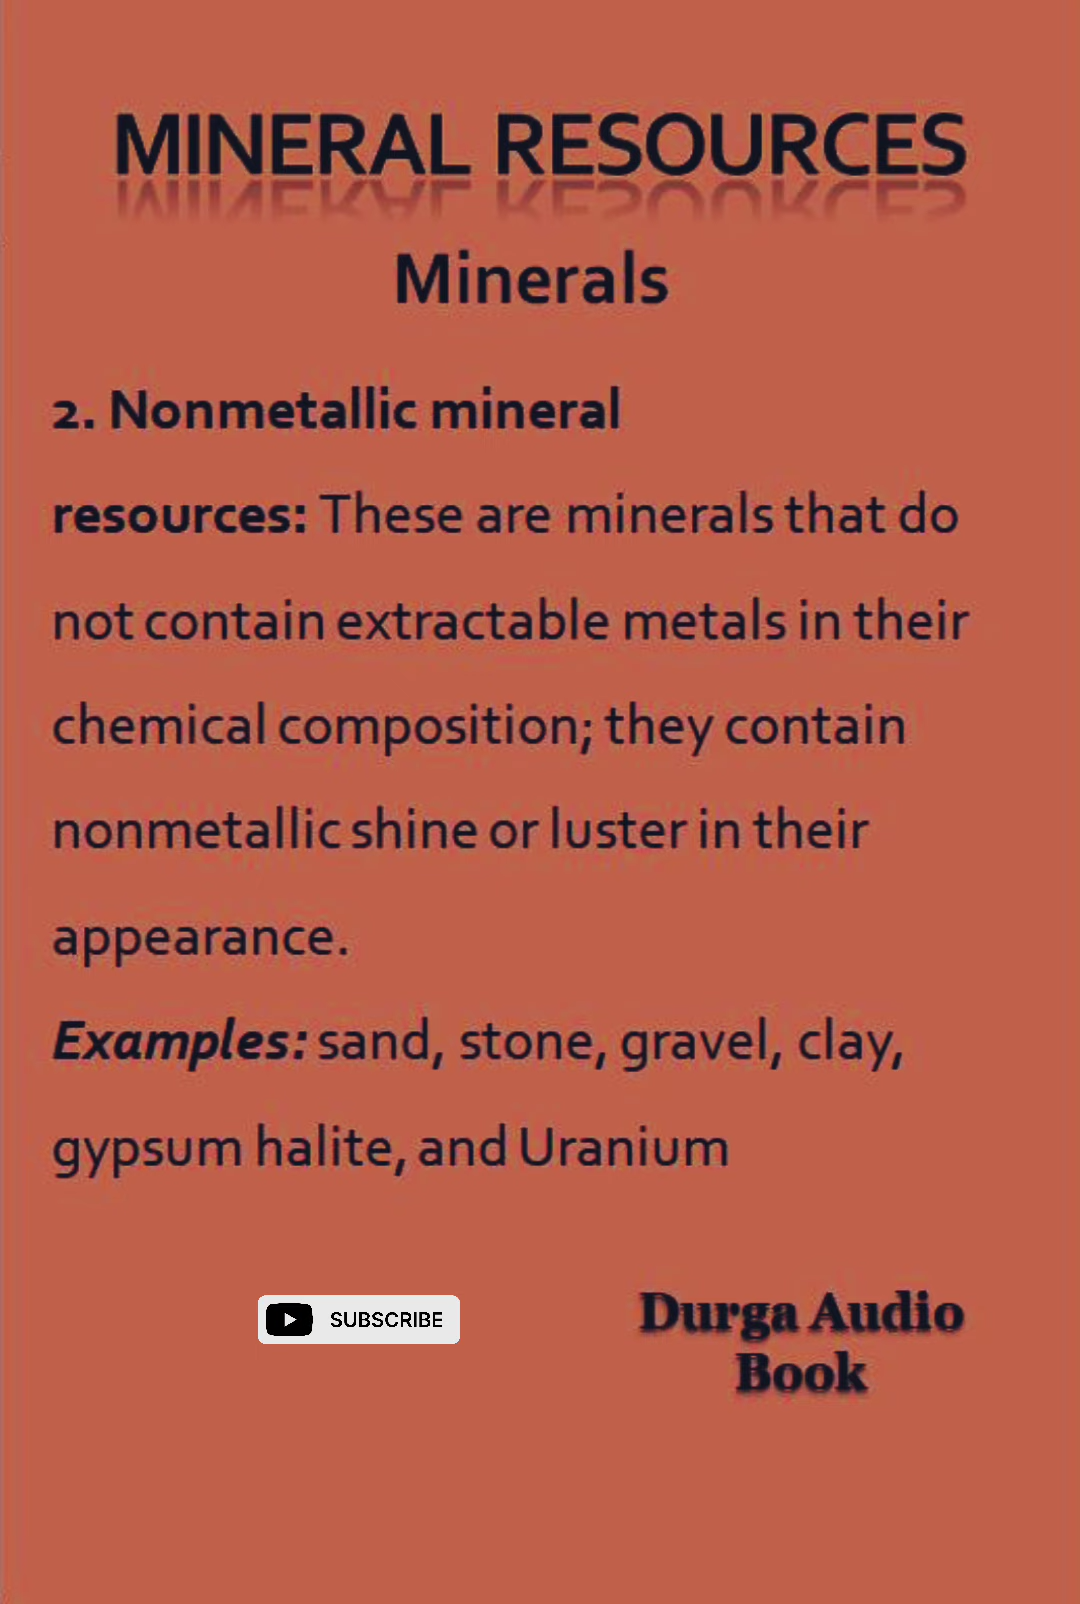 MINERAL RESOURCES
Minerals
2. Nonmetallic mineral
resources: These are minerals that do
not contain extractable metals in their
chemical composition; they contain
nonmetallic shine or luster in their
appearance.
Examples: sand, stone, gravel, clay,
gypsum halite, and Uranium
SUBSCRIBE
Durga Audio
Book